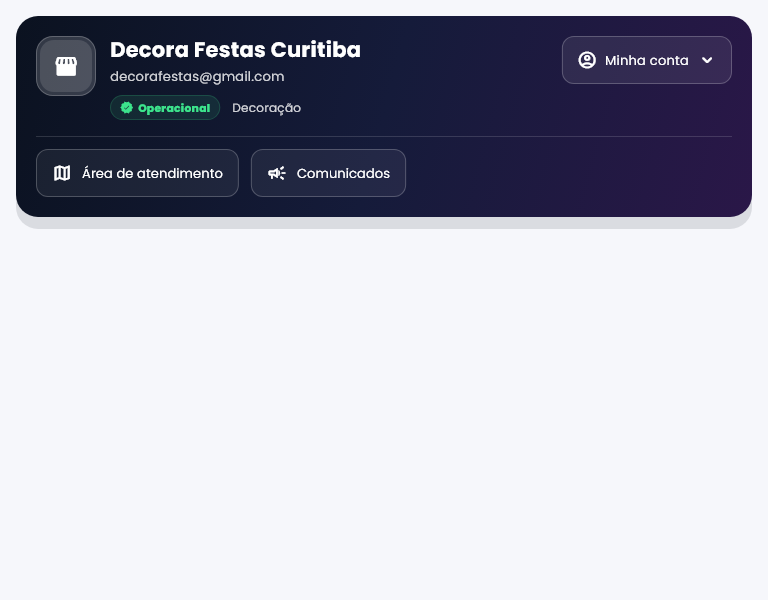 Decora Festas Curitiba
decorafestas@gmail.com
Operacional Decoração
Minha conta
Área de atendimento Comunicados